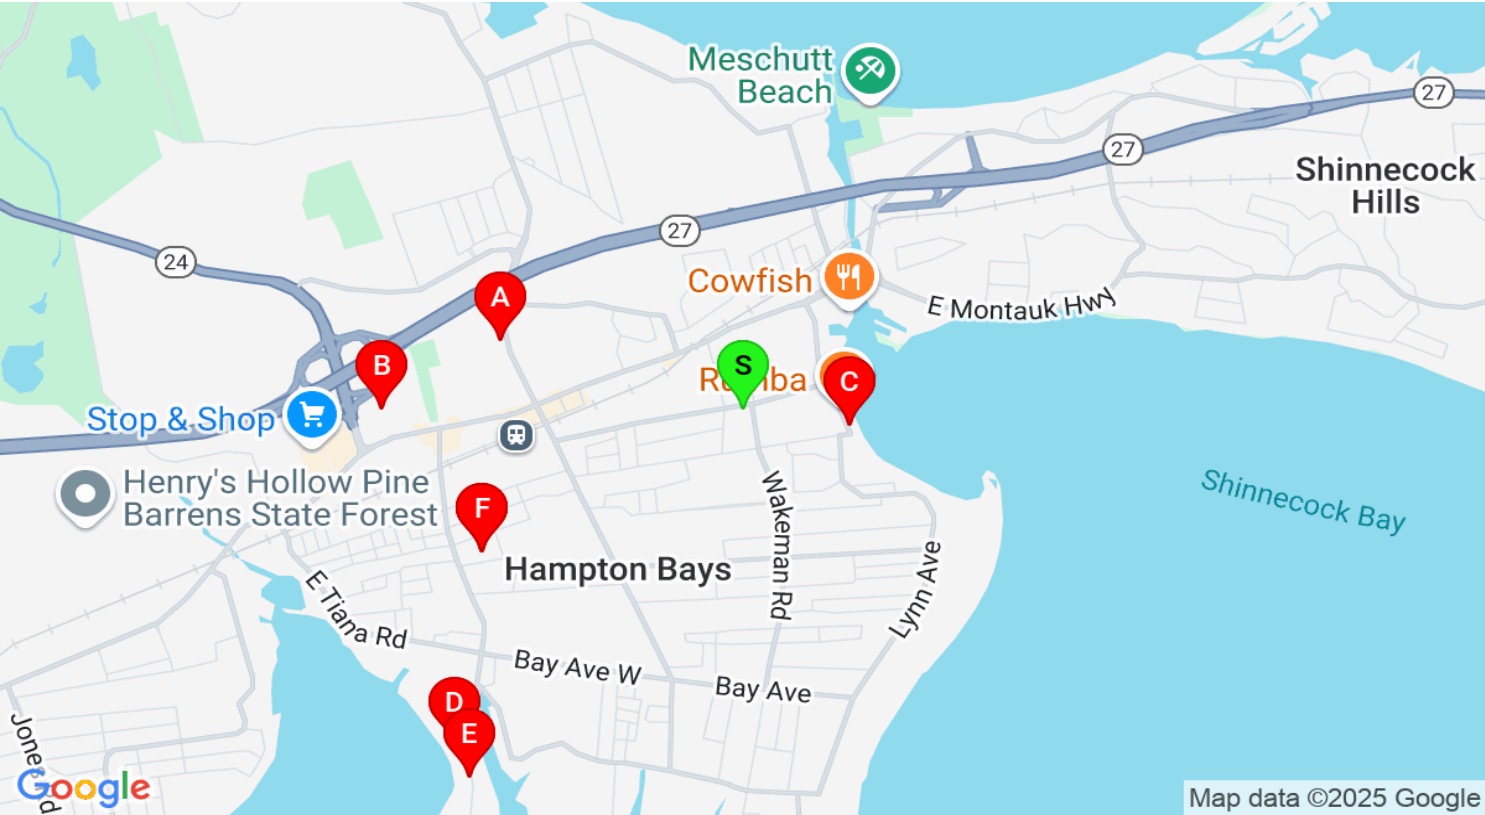 Meschutt
Beach
27
27
Shinnecock
Hills
27
24
Cowfish
E Montauk Hwy
A
B
S
C
Stop & Shop
Henry's Hollow Pine
Barrens State Forest
Shinnecock Bay
Wakeman Rd
F
Hampton Bays
Lynn Ave
E Tiana Rd
Bay Ave W
Bay Ave
D
E
Google
Map data ©2025 Google